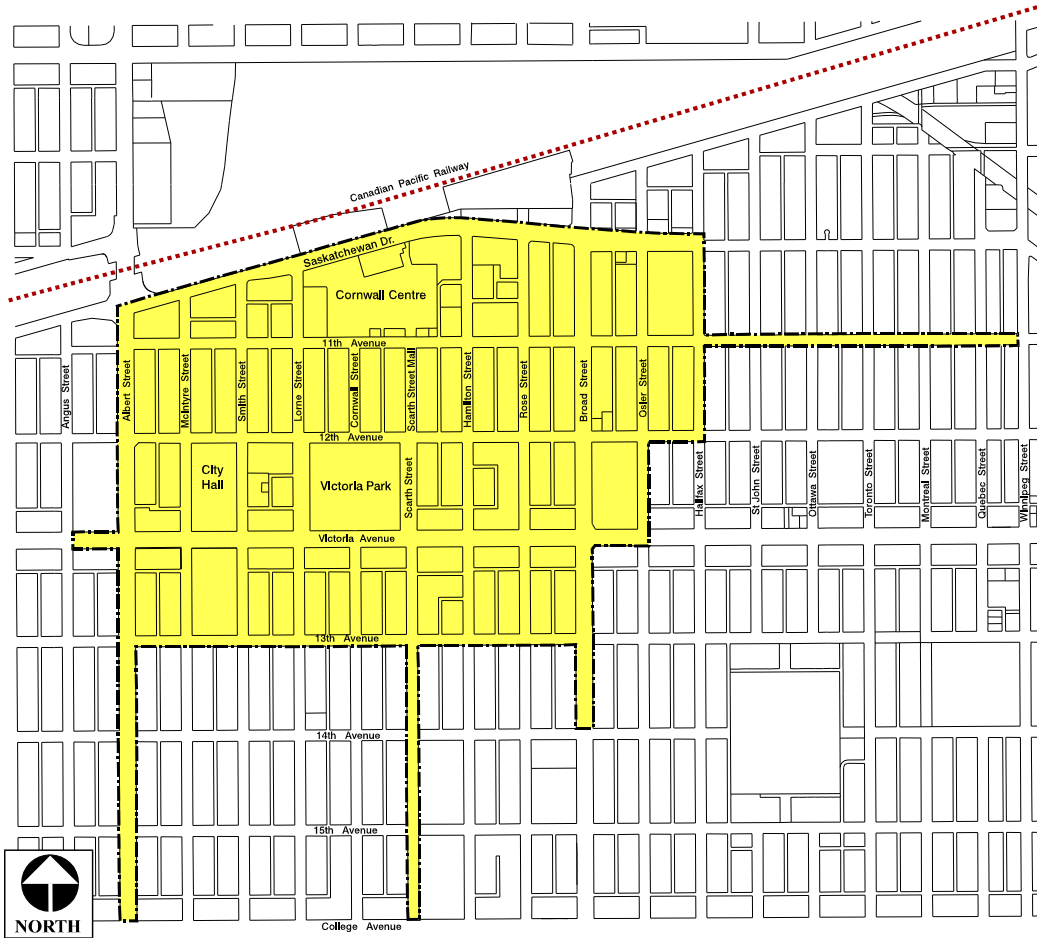 Canadian Pacific Railway
Saskatchewan Dr.
Cornwall Centre
11th Avenue
Angus Street
Albert Street
McIntyre Street
Smith Street
Lorne Street
Cornwall Street
Scarth Street Mall
Hamilton Street
Rose Street
Broad Street
Osler Street
12th Avenue
City
Hall
Victoria Park
Scarth Street
Halifax Street
St John Street
Ottawa Street
Toronto Street
Montreal Street
Quebec Street
Winnipeg Street
Victoria Avenue
13th Avenue
14th Avenue
15th Avenue
College Avenue
NORTH